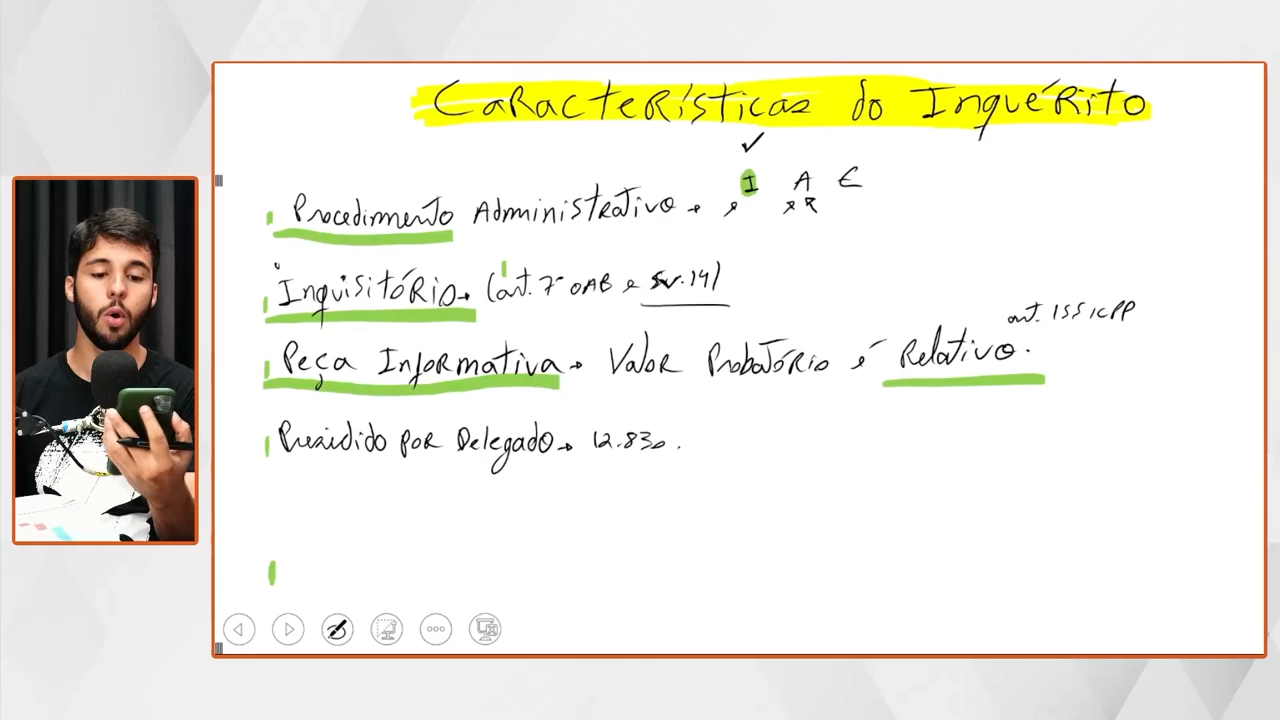 Características do Inquérito
I A E
Procedimento Administrativo →
Inquisitório → (art. 7º OAB e SV.14)
art. 155 CPP
Peça Informativa → Valor Probatório é Relativo.
Presidido por Delegado → 12.830.